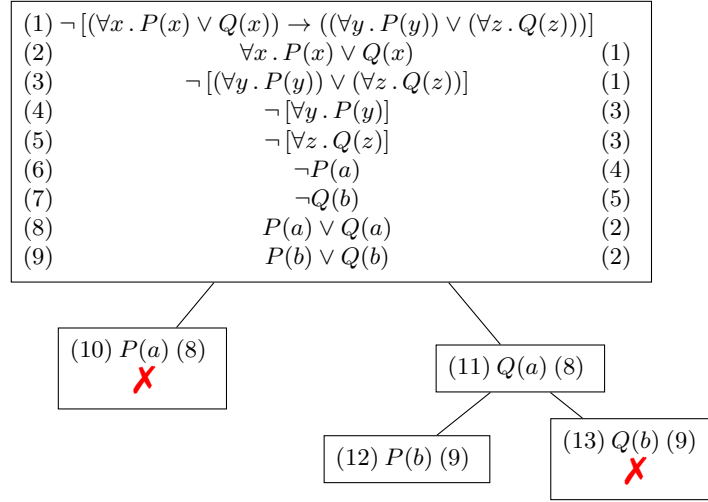 (1) ¬ [(∀x . P(x) ∨ Q(x)) → ((∀y . P(y)) ∨ (∀z . Q(z)))]
(2) ∀x . P(x) ∨ Q(x) (1)
(3) ¬ [(∀y . P(y)) ∨ (∀z . Q(z))] (1)
(4) ¬ [∀y . P(y)] (3)
(5) ¬ [∀z . Q(z)] (3)
(6) ¬P(a) (4)
(7) ¬Q(b) (5)
(8) P(a) ∨ Q(a) (2)
(9) P(b) ∨ Q(b) (2)
(10) P(a) (8)
✗
(11) Q(a) (8)
(12) P(b) (9)
(13) Q(b) (9)
✗